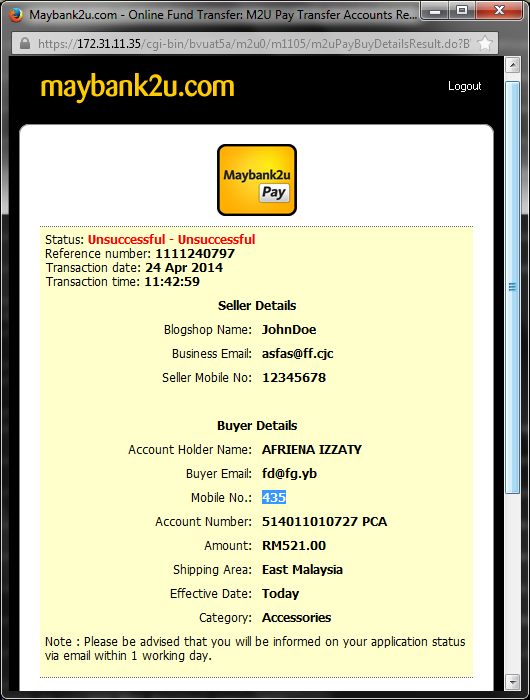 Maybank2u.com - Online Fund Transfer: M2U Pay Transfer Accounts Re...
https://172.31.11.35/cgi-bin/bvuat5a/m2u0/m1105/m2uPayBuyDetailsResult.do?B'
maybank2u.com
Logout
Maybank2u
Pay
Status: Unsuccessful - Unsuccessful
Reference number: 1111240797
Transaction date: 24 Apr 2014
Transaction time: 11:42:59
Seller Details
Blogshop Name: JohnDoe
Business Email: asfas@ff.cjc
Seller Mobile No: 12345678
Buyer Details
Account Holder Name: AFRIENA IZZATY
Buyer Email: fd@fg.yb
Mobile No.: 435
Account Number: 514011010727 PCA
Amount: RM521.00
Shipping Area: East Malaysia
Effective Date: Today
Category: Accessories
Note : Please be advised that you will be informed on your application status
via email within 1 working day.